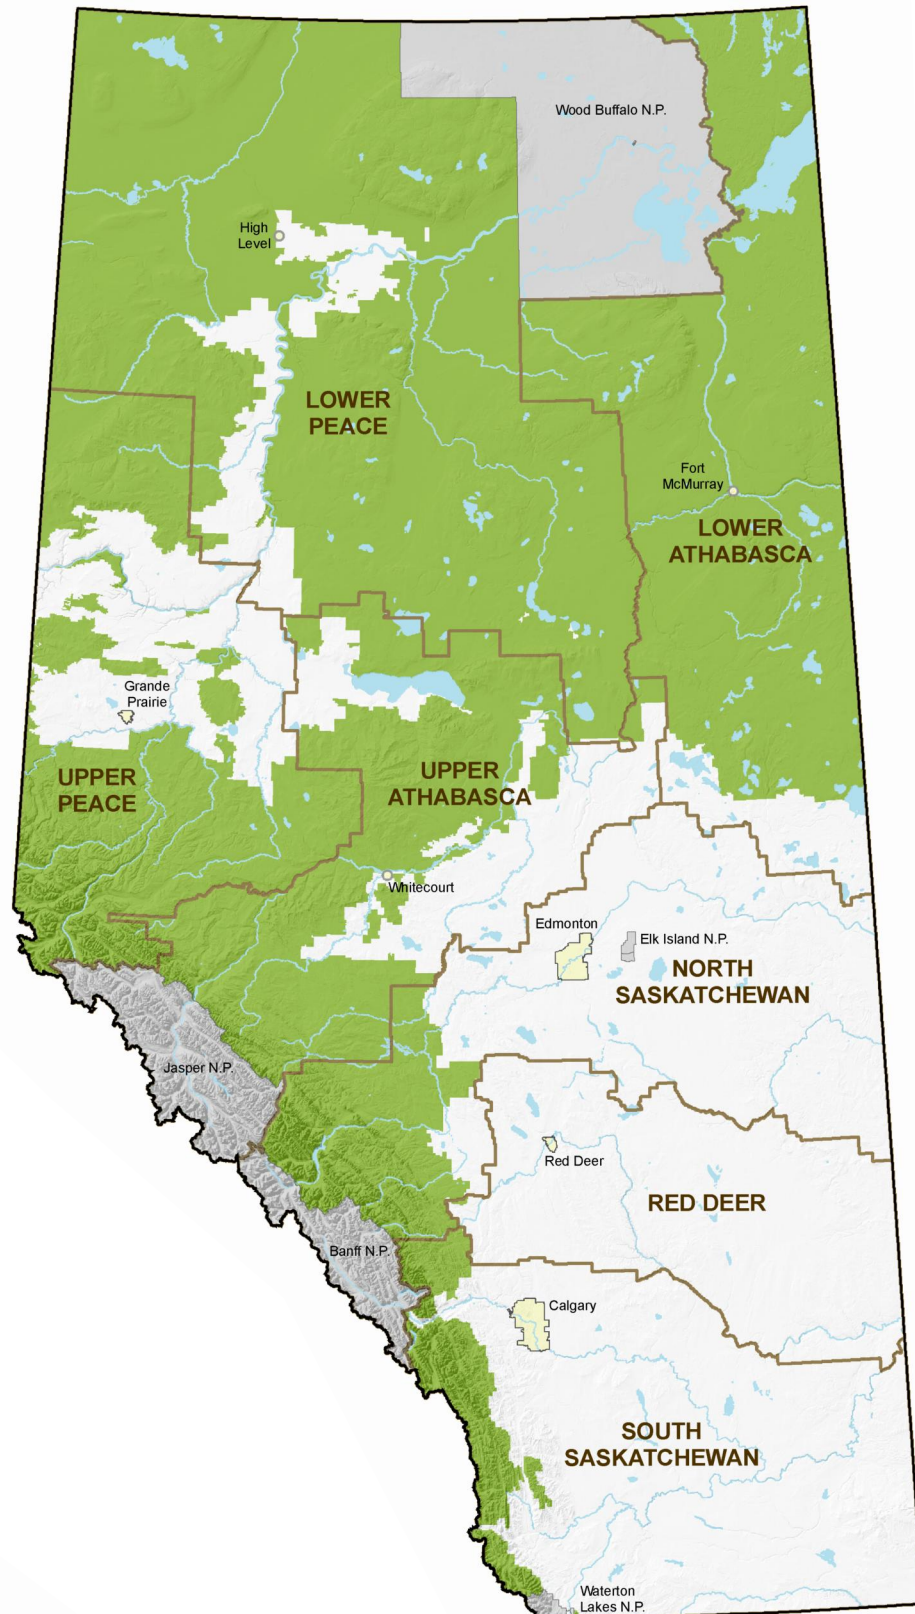 Wood Buffalo N.P.
High
Level
LOWER
PEACE
Fort
McMurray
LOWER
ATHABASCA
Grande
Prairie
UPPER
PEACE
UPPER
ATHABASCA
Whitecourt
Edmonton
Elk Island N.P.
NORTH
SASKATCHEWAN
Jasper N.P.
Red Deer
RED DEER
Banff N.P.
Calgary
SOUTH
SASKATCHEWAN
Waterton
Lakes N.P.